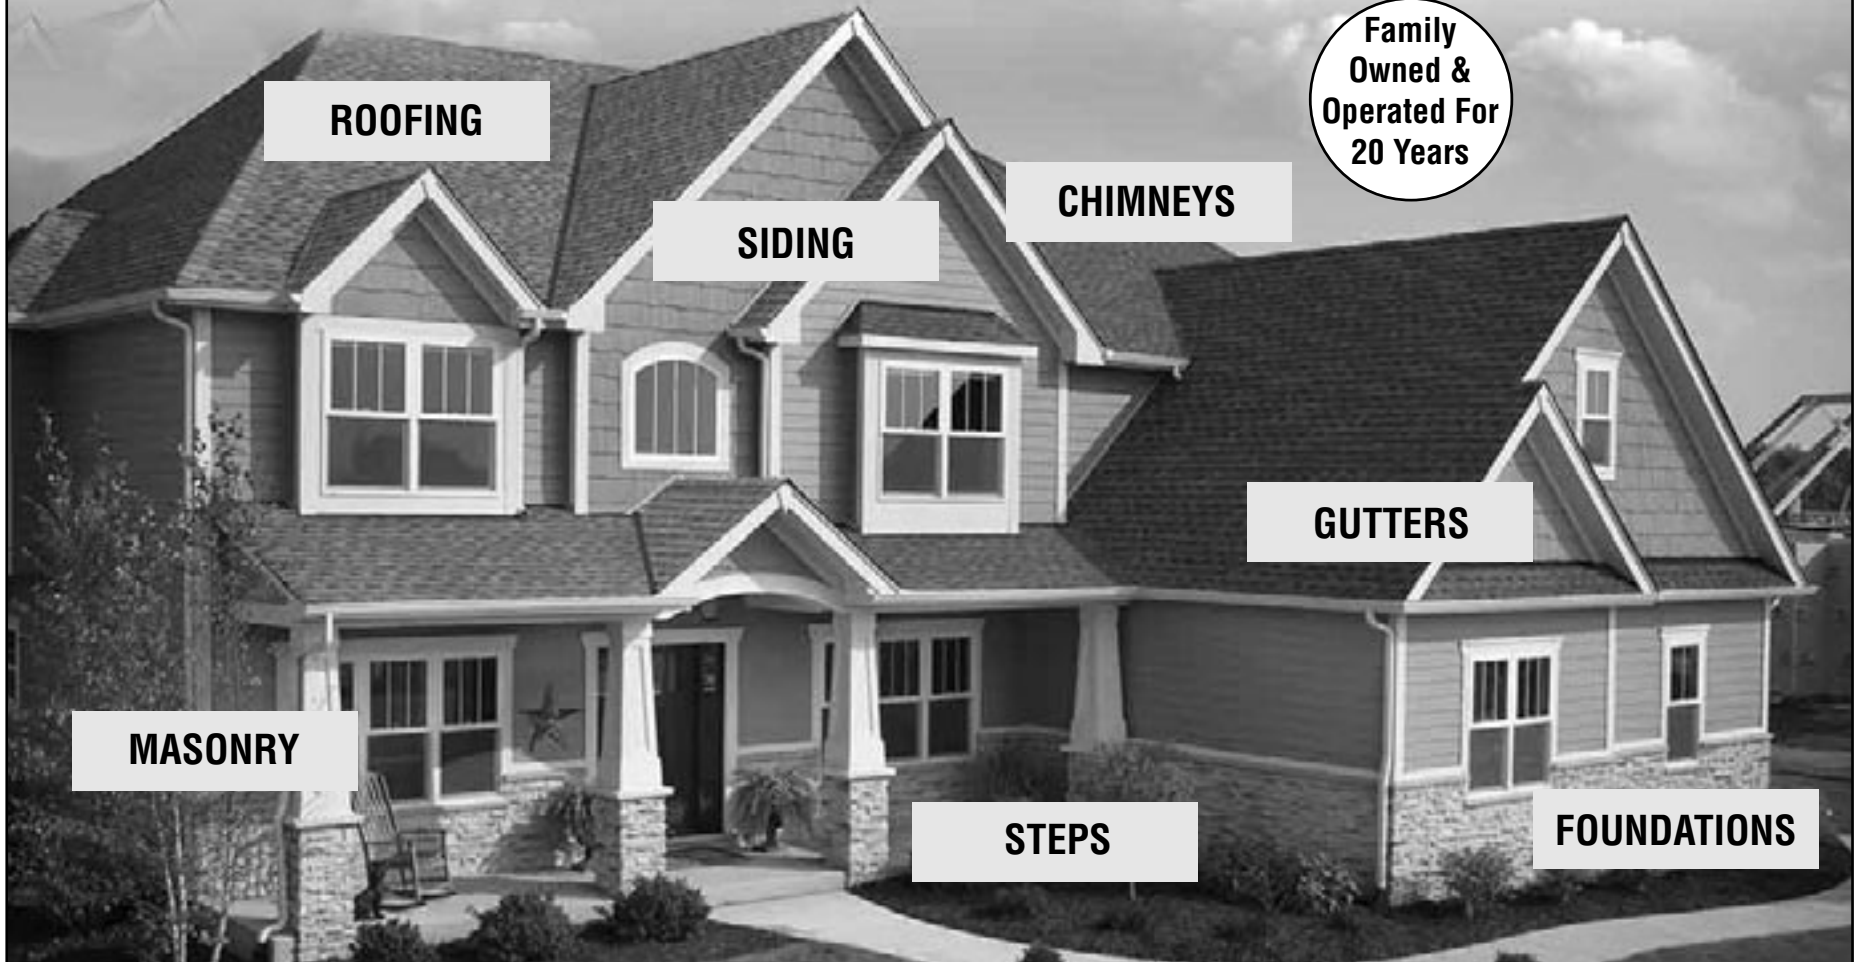 Family
Owned &
Operated For
20 Years
ROOFING
CHIMNEYS
SIDING
GUTTERS
MASONRY
STEPS
FOUNDATIONS